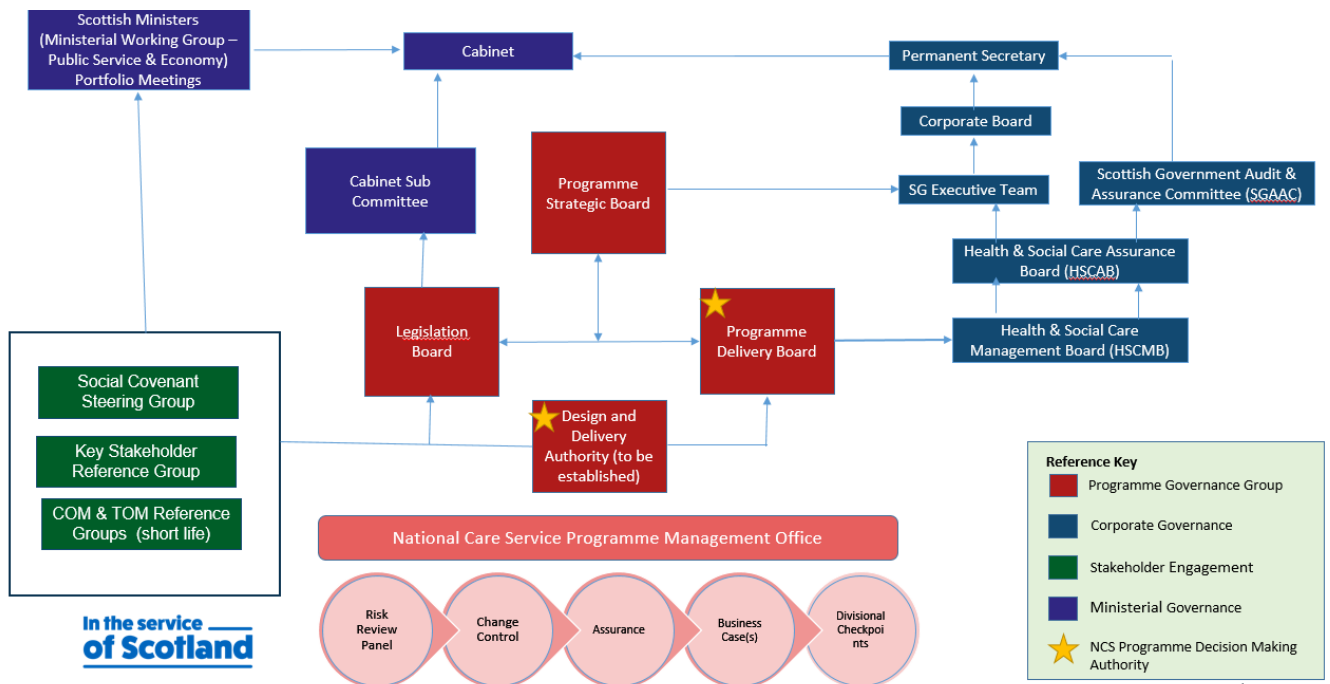 Scottish Ministers
(Ministerial Working Group –
Public Service & Economy)
Portfolio Meetings
Cabinet
Permanent Secretary
Corporate Board
Cabinet Sub
Committee
Programme
Strategic Board
SG Executive Team
Scottish Government Audit &
Assurance Committee (SGAAC)
Health & Social Care Assurance
Board (HSCAB)
Legislation
Board
Programme
Delivery Board
Health & Social Care
Management Board (HSCMB)
Social Covenant
Steering Group
Key Stakeholder
Reference Group
COM & TOM Reference
Groups (short life)
Design and
Delivery
Authority (to be
established)
Reference Key
Programme Governance Group
Corporate Governance
Stakeholder Engagement
Ministerial Governance
NCS Programme Decision Making
Authority
National Care Service Programme Management Office
Risk
Review
Panel
Change
Control
Assurance
Business
Case(s)
Divisional
Checkpoi
nts
In the service
of Scotland